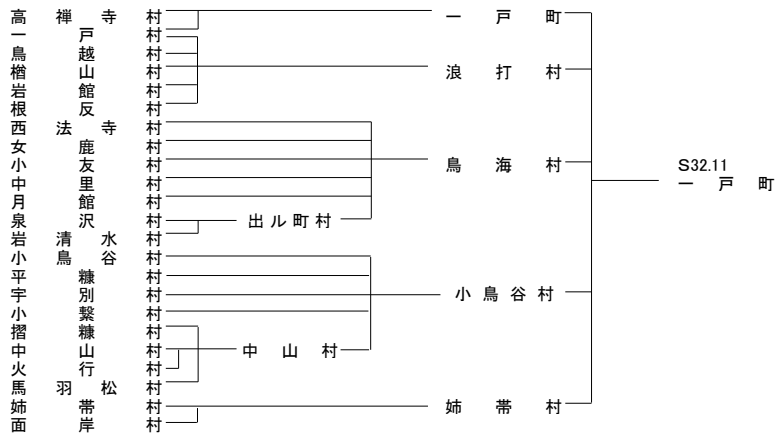 高禅寺村
一戸村
鳥越村
楢山村
岩館村
根反村
西法寺村
女鹿村
小友村
中里村
月館村
泉沢村
岩清水村
小鳥谷村
平糠村
宇別村
小繋村
摺糠村
中山村
火行村
馬羽松村
姉帯村
面岸村
出ル町村
中山村
一戸町
浪打村
鳥海村
小鳥谷村
姉帯村
S32.11
一戸町